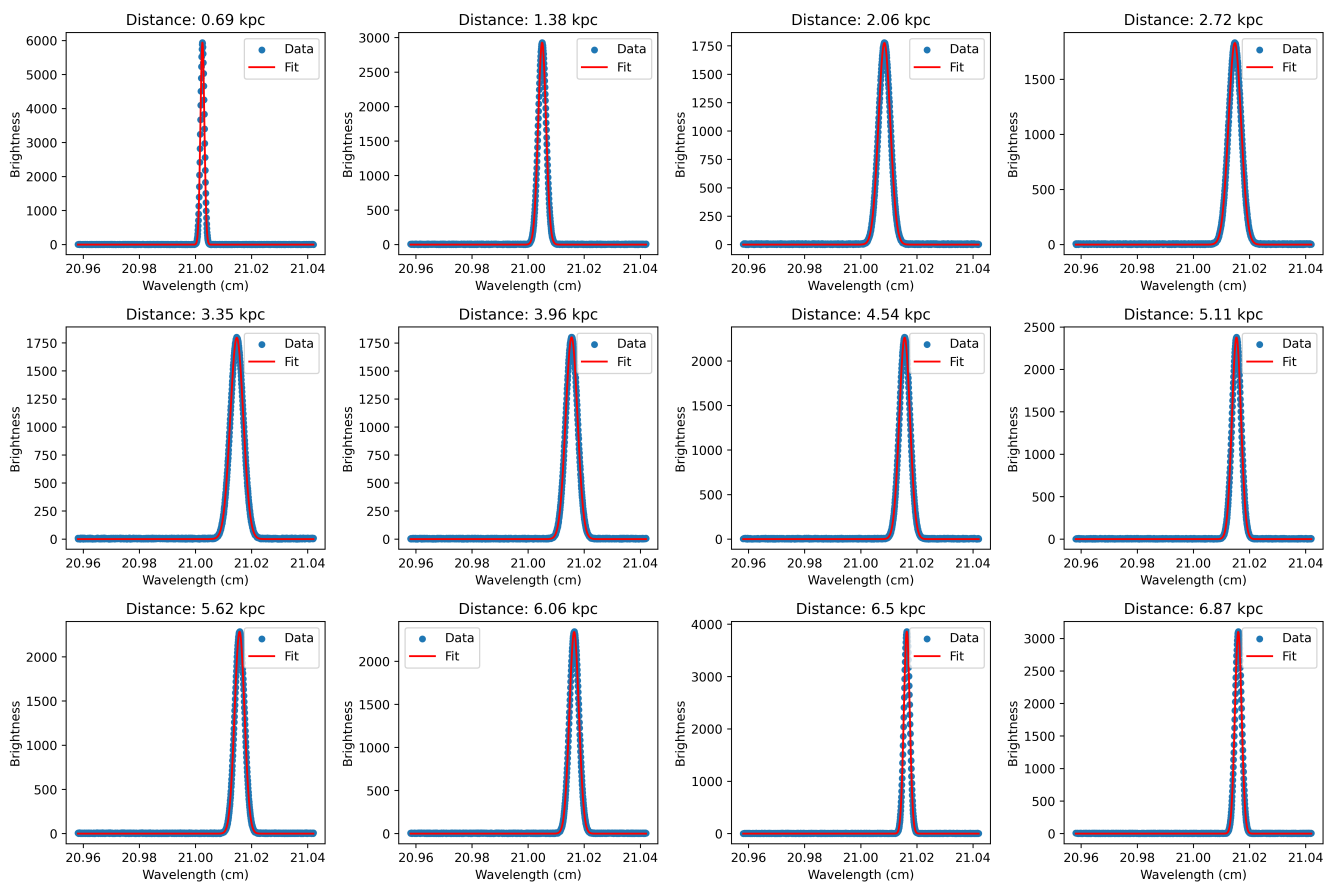 Distance: 0.69 kpc
6000
5000
4000
3000
2000
1000
0
Brightness
20.96 20.98 21.00 21.02 21.04
Wavelength (cm)
Data
Fit
Distance: 1.38 kpc
3000
2500
2000
1500
1000
500
0
Brightness
20.96 20.98 21.00 21.02 21.04
Wavelength (cm)
Data
Fit
Distance: 2.06 kpc
1750
1500
1250
1000
750
500
250
0
Brightness
20.96 20.98 21.00 21.02 21.04
Wavelength (cm)
Data
Fit
Distance: 2.72 kpc
1500
1000
500
0
Brightness
20.96 20.98 21.00 21.02 21.04
Wavelength (cm)
Data
Fit
Distance: 3.35 kpc
1750
1500
1250
1000
750
500
250
0
Brightness
20.96 20.98 21.00 21.02 21.04
Wavelength (cm)
Data
Fit
Distance: 3.96 kpc
1750
1500
1250
1000
750
500
250
0
Brightness
20.96 20.98 21.00 21.02 21.04
Wavelength (cm)
Data
Fit
Distance: 4.54 kpc
2000
1500
1000
500
0
Brightness
20.96 20.98 21.00 21.02 21.04
Wavelength (cm)
Data
Fit
Distance: 5.11 kpc
2500
2000
1500
1000
500
0
Brightness
20.96 20.98 21.00 21.02 21.04
Wavelength (cm)
Data
Fit
Distance: 5.62 kpc
2000
1500
1000
500
0
Brightness
20.96 20.98 21.00 21.02 21.04
Wavelength (cm)
Data
Fit
Distance: 6.06 kpc
2000
1500
1000
500
0
Brightness
20.96 20.98 21.00 21.02 21.04
Wavelength (cm)
Data
Fit
Distance: 6.5 kpc
4000
3000
2000
1000
0
Brightness
20.96 20.98 21.00 21.02 21.04
Wavelength (cm)
Data
Fit
Distance: 6.87 kpc
3000
2500
2000
1500
1000
500
0
Brightness
20.96 20.98 21.00 21.02 21.04
Wavelength (cm)
Data
Fit